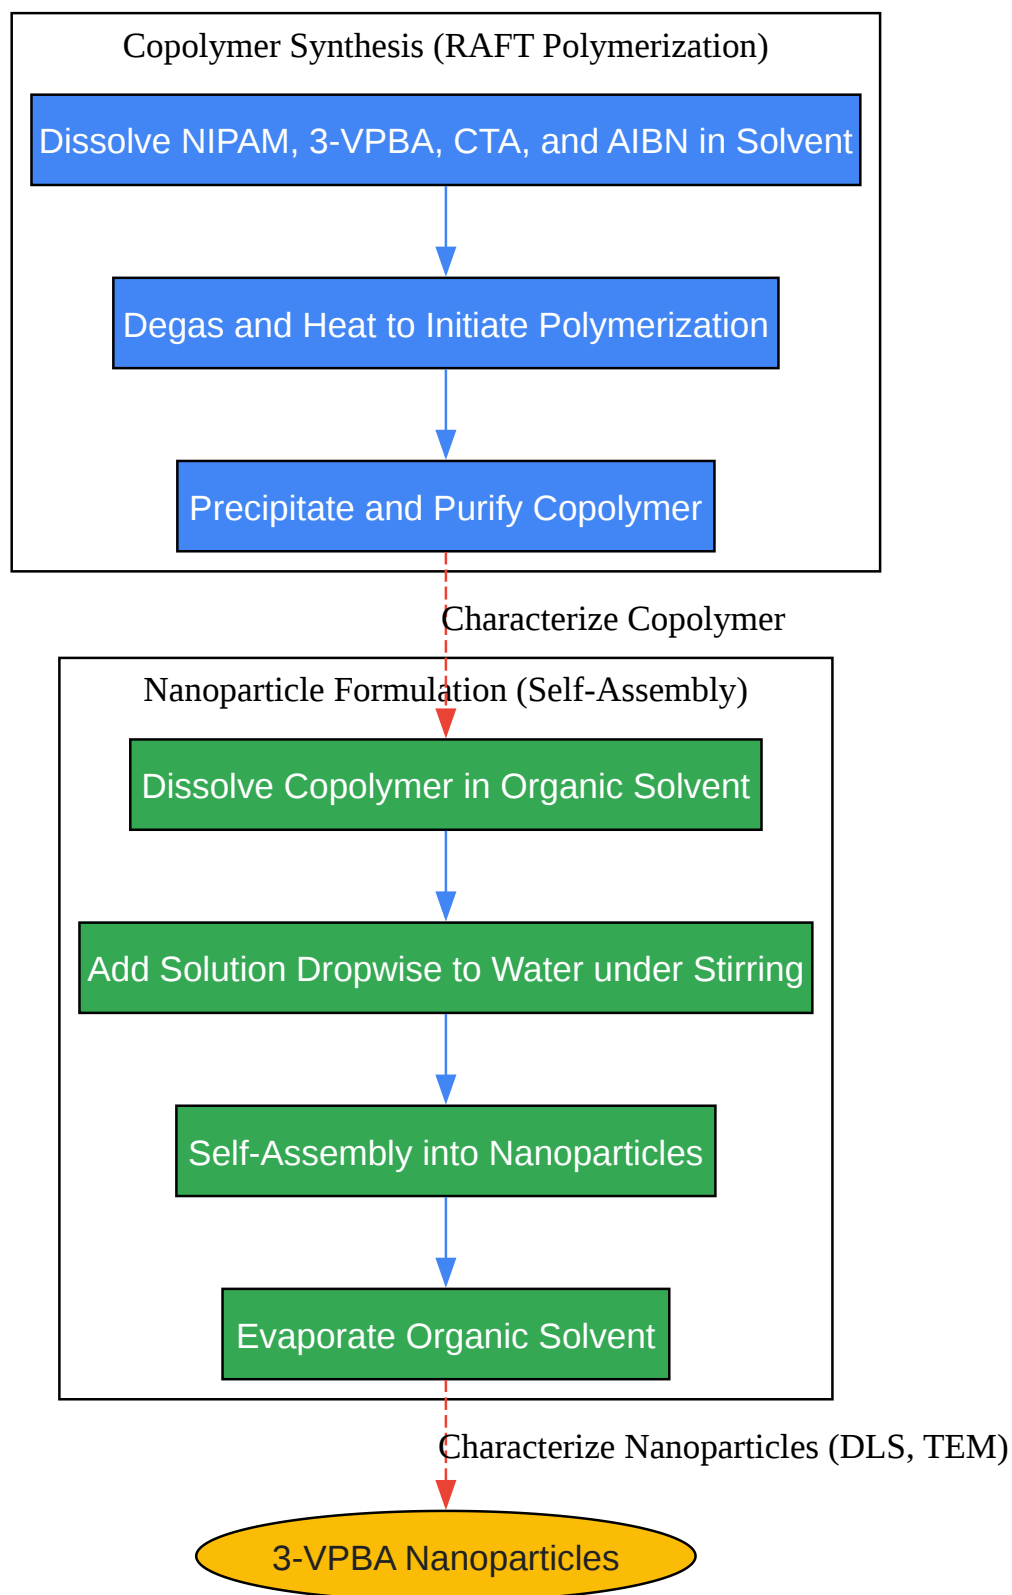 Copolymer Synthesis (RAFT Polymerization)
Dissolve NIPAM, 3-VPBA, CTA, and AIBN in Solvent
Degas and Heat to Initiate Polymerization
Precipitate and Purify Copolymer
Characterize Copolymer
Nanoparticle Formulation (Self-Assembly)
Dissolve Copolymer in Organic Solvent
Add Solution Dropwise to Water under Stirring
Self-Assembly into Nanoparticles
Evaporate Organic Solvent
Characterize Nanoparticles (DLS, TEM)
3-VPBA Nanoparticles